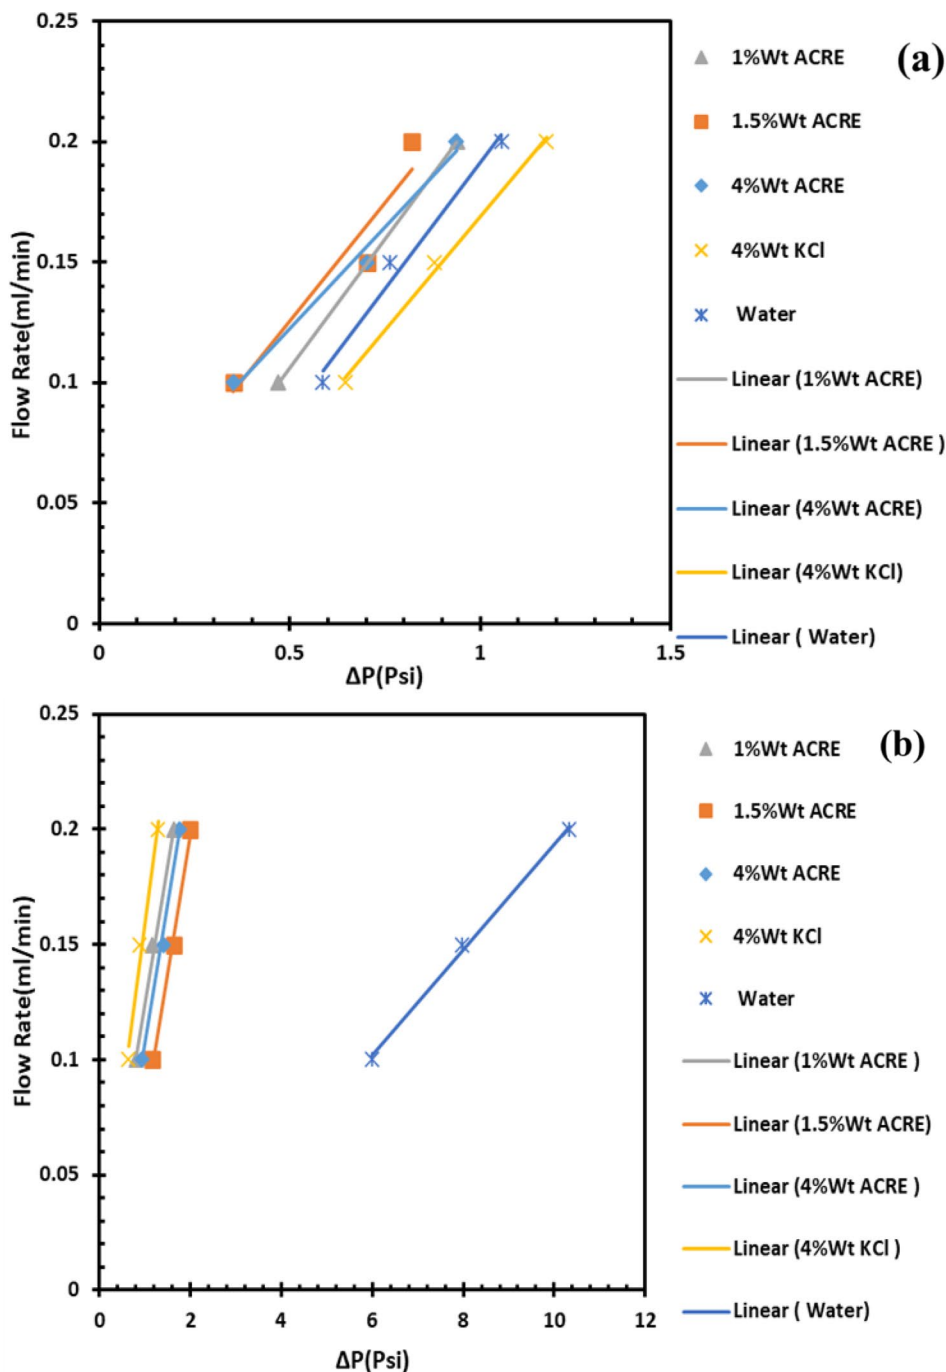 (a)
0.25
0.2
0.15
0.1
0.05
0
Flow Rate(ml/min)
0
0.5
1
1.5
ΔP(Psi)
1%Wt ACRE
1.5%Wt ACRE
4%Wt ACRE
4%Wt KCl
Water
Linear (1%Wt ACRE)
Linear (1.5%Wt ACRE )
Linear (4%Wt ACRE)
Linear (4%Wt KCl)
Linear ( Water)
(b)
0.25
0.2
0.15
0.1
0.05
0
Flow Rate(ml/min)
0
2
4
6
8
10
12
ΔP(Psi)
1%Wt ACRE
1.5%Wt ACRE
4%Wt ACRE
4%Wt KCl
Water
Linear (1%Wt ACRE )
Linear (1.5%Wt ACRE)
Linear (4%Wt ACRE )
Linear (4%Wt KCl )
Linear ( Water)